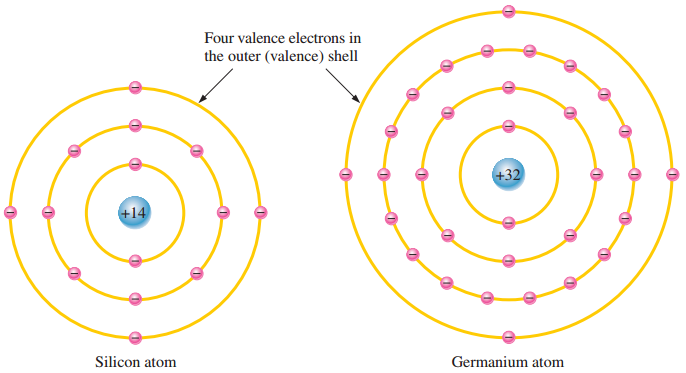 Four valence electrons in
the outer (valence) shell
+14
+32
Silicon atom
Germanium atom